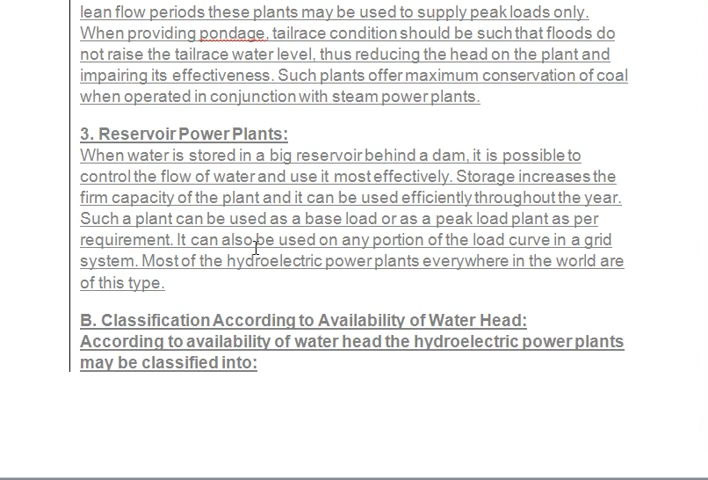 lean flow periods these plants may be used to supply peak loads only.
When providing pondage, tailrace condition should be such that floods do
not raise the tailrace water level, thus reducing the head on the plant and
impairing its effectiveness. Such plants offer maximum conservation of coal
when operated in conjunction with steam power plants.
3. Reservoir Power Plants:
When water is stored in a big reservoir behind a dam, it is possible to
control the flow of water and use it most effectively. Storage increases the
firm capacity of the plant and it can be used efficiently throughout the year.
Such a plant can be used as a base load or as a peak load plant as per
requirement. It can also be used on any portion of the load curve in a grid
system. Most of the hydroelectric power plants everywhere in the world are
of this type.
B. Classification According to Availability of Water Head:
According to availability of water head the hydroelectric power plants
may be classified into: